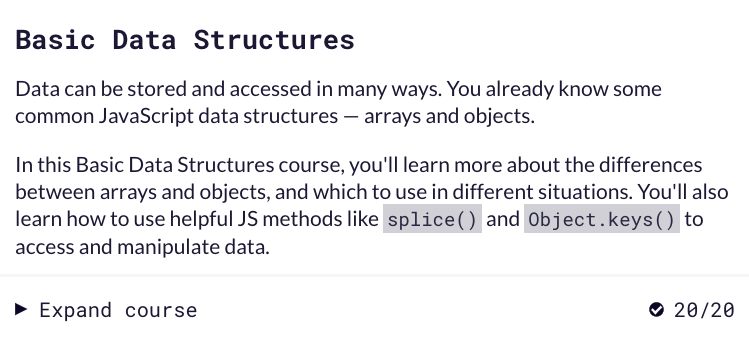 Basic Data Structures
Data can be stored and accessed in many ways. You already know some
common JavaScript data structures — arrays and objects.
In this Basic Data Structures course, you'll learn more about the differences
between arrays and objects, and which to use in different situations. You'll also
learn how to use helpful JS methods like splice() and Object.keys() to
access and manipulate data.
Expand course 20/20